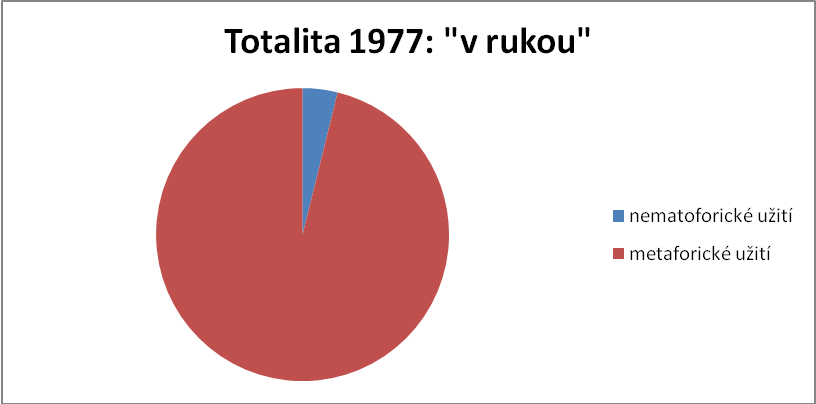 Totalita 1977: "v rukou"
nematoforické užití
metaforické užití